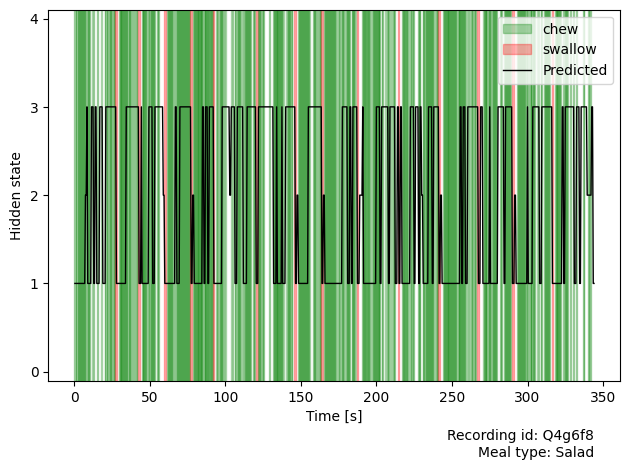 4
3
2
1
0
Hidden state
chew
swallow
Predicted
0 50 100 150 200 250 300 350
Time [s]
Recording id: Q4g6f8
Meal type: Salad